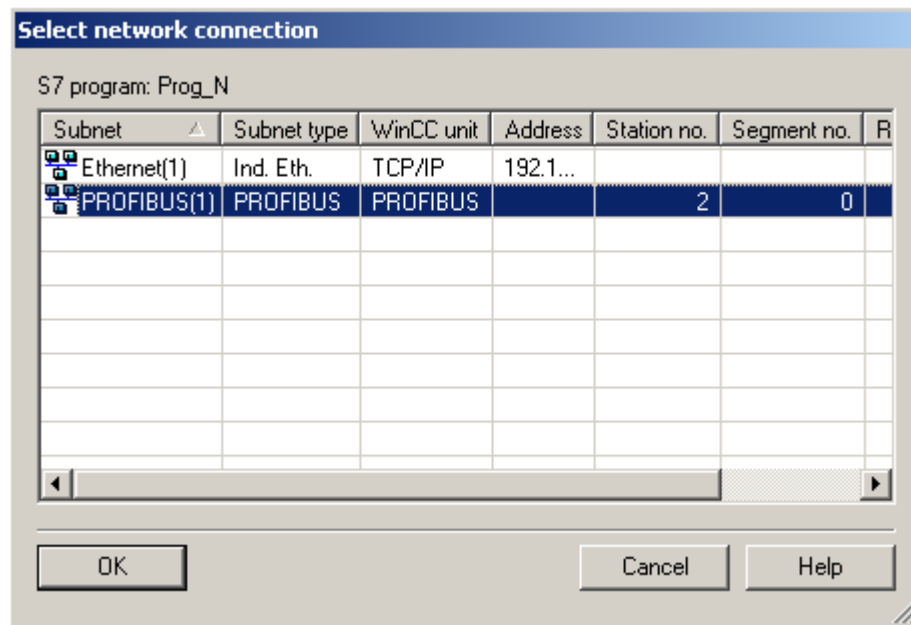 Select network connection
S7 program: Prog_N
Subnet Subnet type WinCC unit Address Station no. Segment no. R
Ethernet(1) Ind. Eth. TCP/IP 192.1...
PROFIBUS(1) PROFIBUS PROFIBUS 2 0
OK Cancel Help